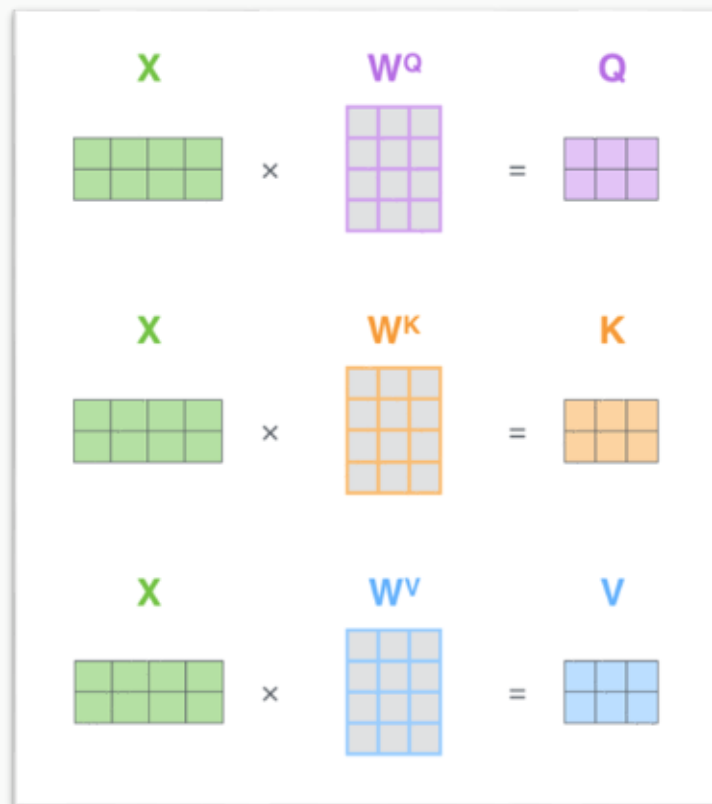 X W^Q Q
× =
X W^K K
× =
X W^V V
× =